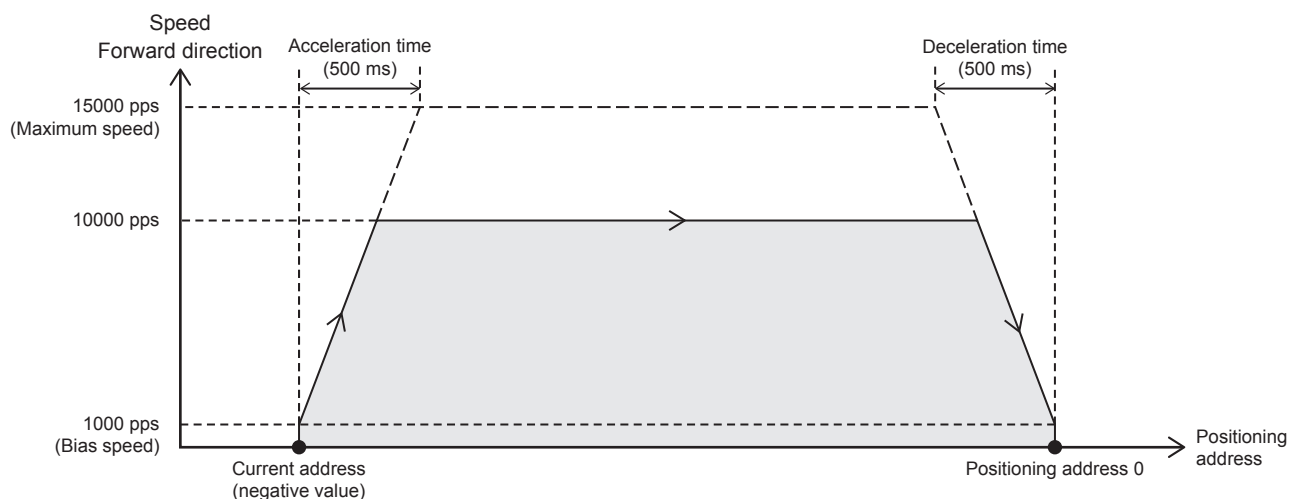 Speed
Forward direction
Acceleration time
(500 ms)
Deceleration time
(500 ms)
15000 pps
(Maximum speed)
10000 pps
1000 pps
(Bias speed)
Current address
(negative value)
Positioning address 0
Positioning
address